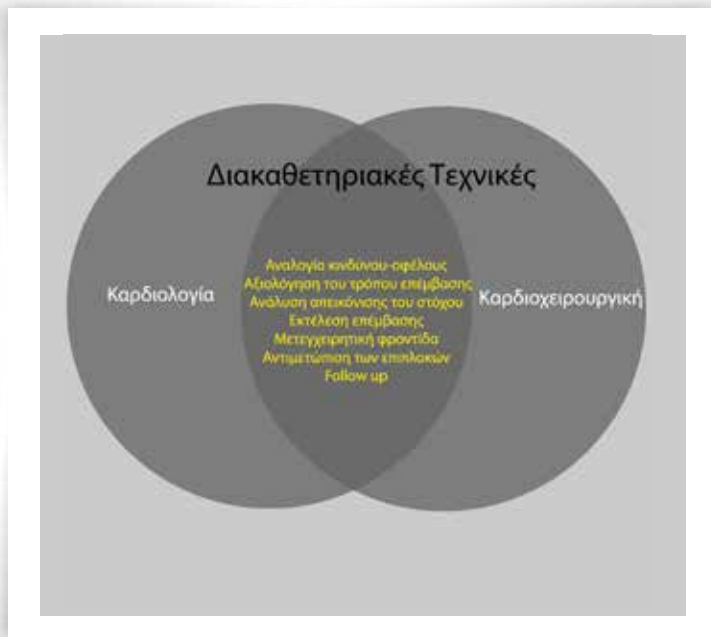 Διακαθετηριακές Τεχνικές
Καρδιολογία
Αναλογία κινδύνου-οφέλους
Αξιολόγηση του τρόπου επέμβασης
Ανάλυση απεικόνισης του στόχου
Εκτέλεση επέμβασης
Μετεγχειρητική φροντίδα
Αντιμετώπιση των επιπλοκών
Follow up
Καρδιοχειρουργική